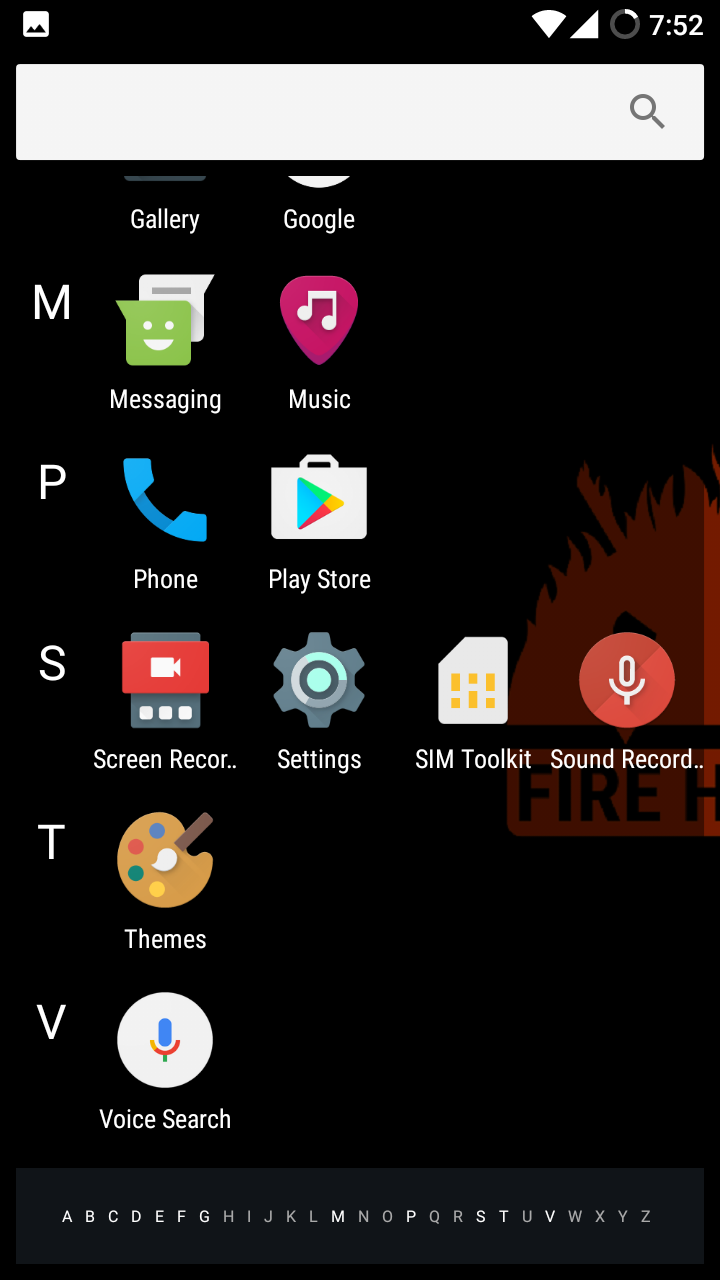 7:52
Gallery Google
M
Messaging Music
P
Phone Play Store
S
Screen Recor.. Settings SIM Toolkit Sound Record..
FIRE H
T
Themes
V
Voice Search
A B C D E F G H I J K L M N O P Q R S T U V W X Y Z